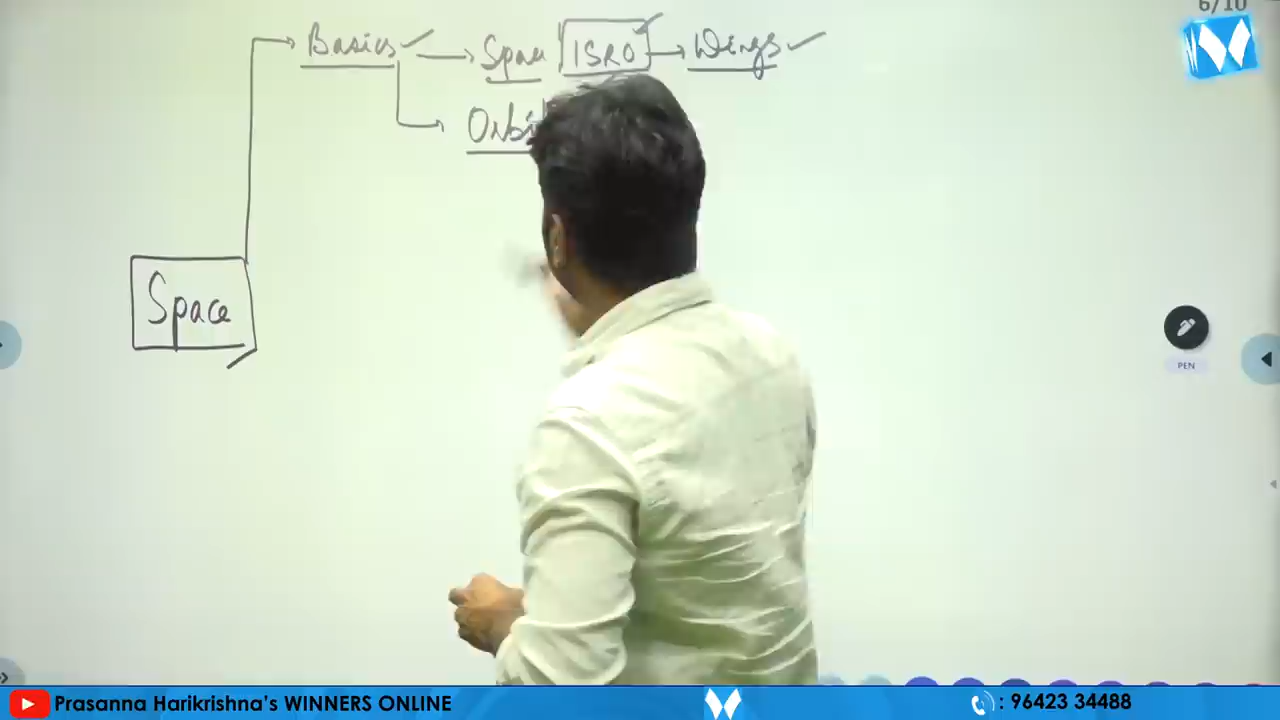 6/10
Basics → Space ISRO → Wings
Orbi
Space
PEN
Prasanna Harikrishna's WINNERS ONLINE
: 96423 34488